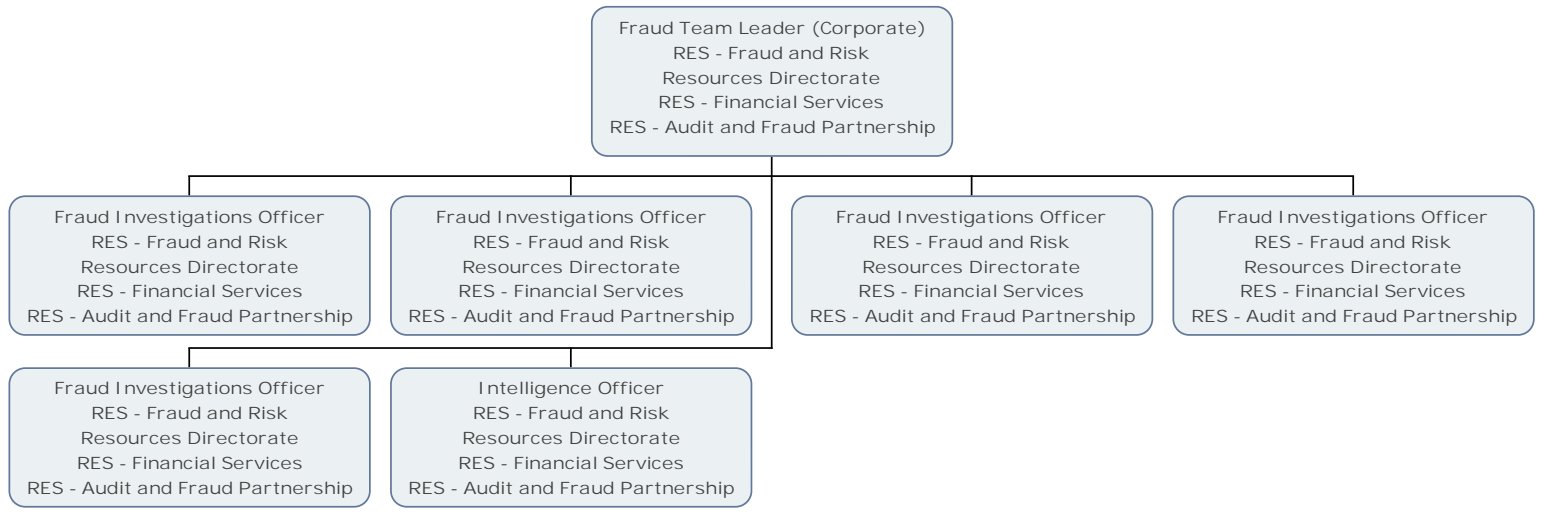 Fraud Team Leader (Corporate)
RES - Fraud and Risk
Resources Directorate
RES - Financial Services
RES - Audit and Fraud Partnership
Fraud Investigations Officer
RES - Fraud and Risk
Resources Directorate
RES - Financial Services
RES - Audit and Fraud Partnership
Fraud Investigations Officer
RES - Fraud and Risk
Resources Directorate
RES - Financial Services
RES - Audit and Fraud Partnership
Fraud Investigations Officer
RES - Fraud and Risk
Resources Directorate
RES - Financial Services
RES - Audit and Fraud Partnership
Fraud Investigations Officer
RES - Fraud and Risk
Resources Directorate
RES - Financial Services
RES - Audit and Fraud Partnership
Fraud Investigations Officer
RES - Fraud and Risk
Resources Directorate
RES - Financial Services
RES - Audit and Fraud Partnership
Intelligence Officer
RES - Fraud and Risk
Resources Directorate
RES - Financial Services
RES - Audit and Fraud Partnership